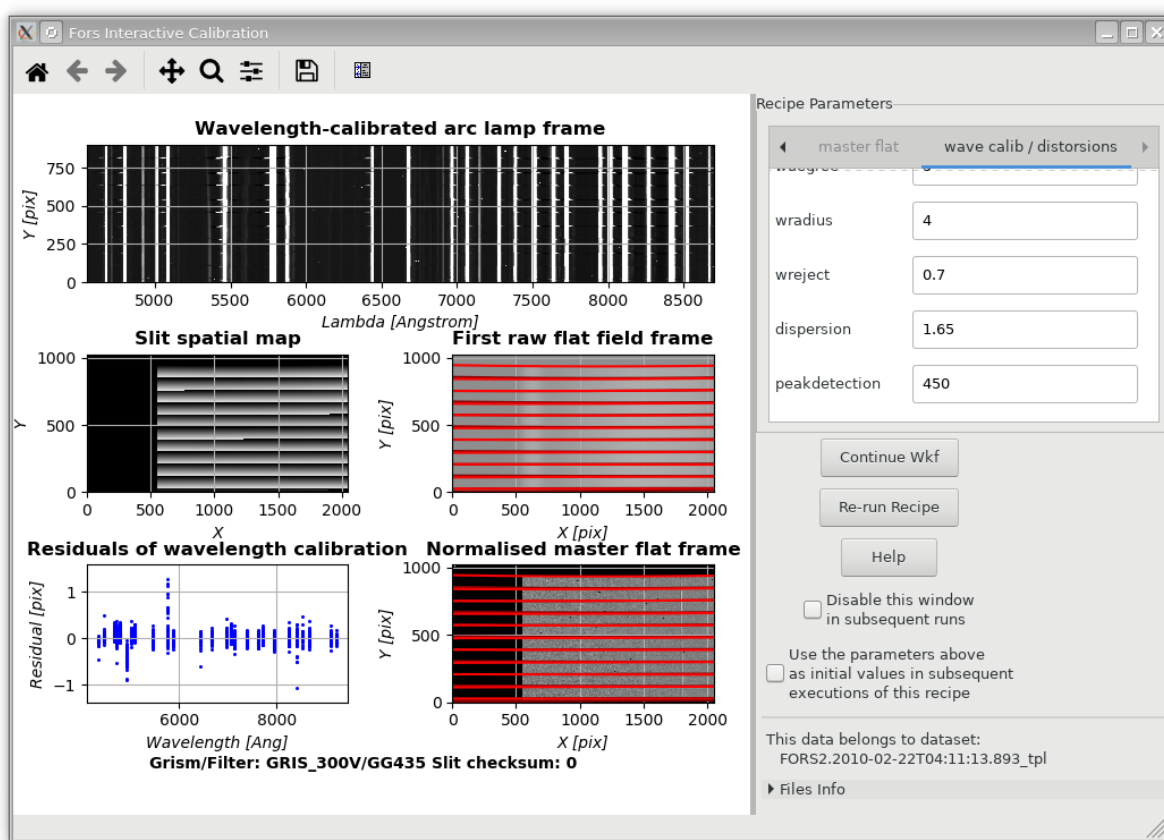 Fors Interactive Calibration
Recipe Parameters
master flat
wave calib / distorsions
wradius
4
wreject
0.7
dispersion
1.65
peakdetection
450
Continue Wkf
Re-run Recipe
Help
Disable this window
in subsequent runs
Use the parameters above
as initial values in subsequent
executions of this recipe
This data belongs to dataset:
FORS2.2010-02-22T04:11:13.893_tpl
Files Info
Wavelength-calibrated arc lamp frame
Y [pix]
750
500
250
0
5000 5500 6000 6500 7000 7500 8000 8500
Lambda [Angstrom]
Slit spatial map
Y
1000
500
0
0 500 1000 1500 2000
X
First raw flat field frame
Y [pix]
1000
500
0
0 500 1000 1500 2000
X [pix]
Residuals of wavelength calibration
Residual [pix]
1
0
−1
6000 8000
Wavelength [Ang]
Normalised master flat frame
Y [pix]
1000
500
0
0 500 1000 1500 2000
X [pix]
Grism/Filter: GRIS_300V/GG435 Slit checksum: 0